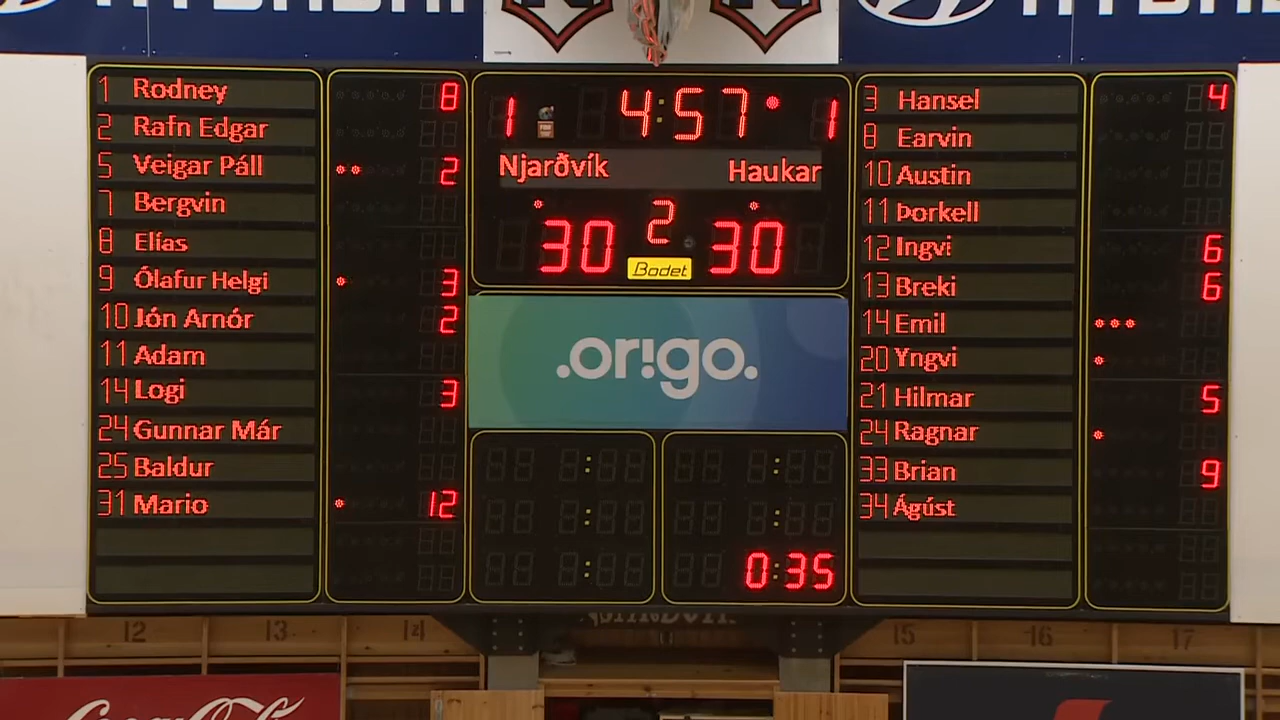 HYUNDAI
HYUNDAI
1 Rodney 8
2 Rafn Edgar
5 Veigar Páll 2
7 Bergvin
8 Elías
9 Ólafur Helgi 3
10 Jón Arnór 2
11 Adam
14 Logi 3
24 Gunnar Már
25 Baldur
31 Mario 12
1 4:57 1
Njarðvík Haukar
2
30 30
Bodet
.origo.
0:35
3 Hansel 4
8 Earvin
10 Austin
11 Þorkell
12 Ingvi 6
13 Breki 6
14 Emil
20 Yngvi
21 Hilmar 5
24 Ragnar
33 Brian 9
34 Ágúst
12 13 14 15 16 17
Coca-Cola